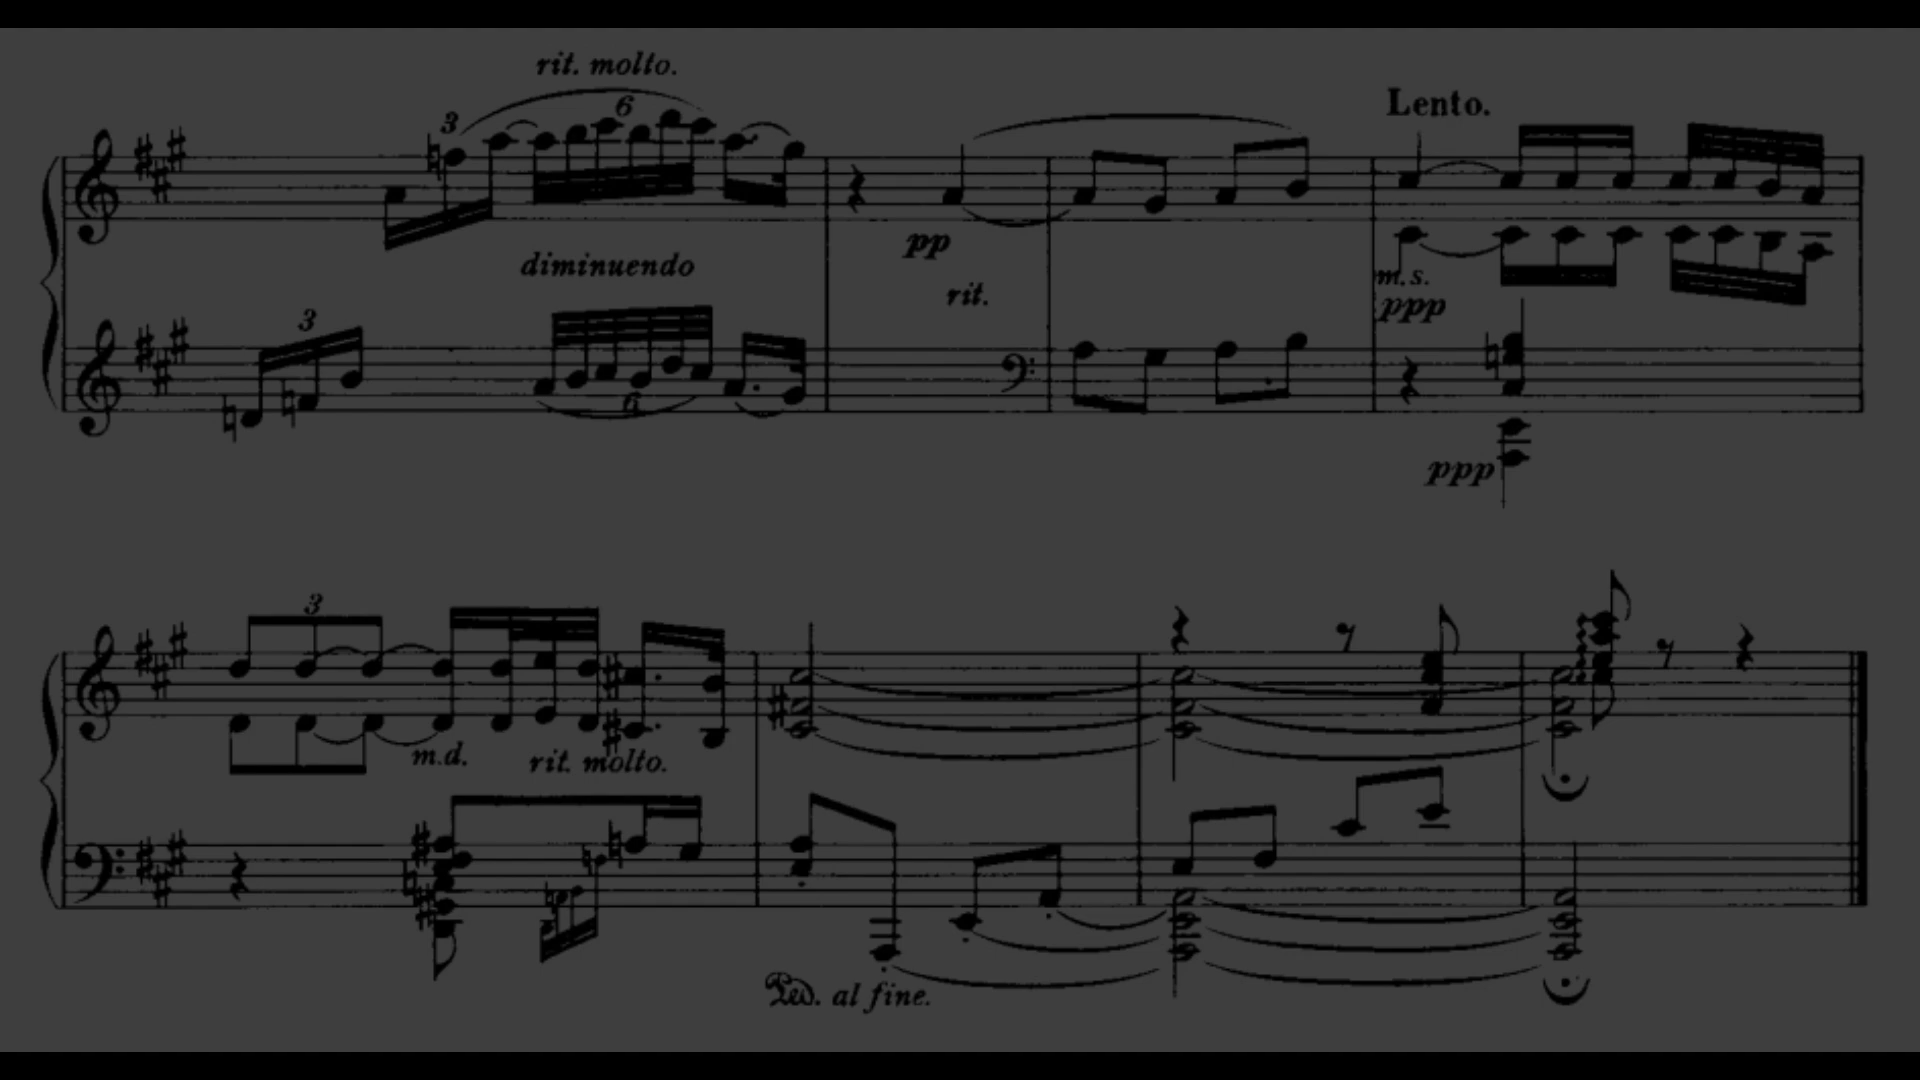 rit. molto.
3
6
Lento.
pp
diminuendo
rit.
m.s.
ppp
3
6
ppp
3
m.d.
rit. molto.
Ped. al fine.